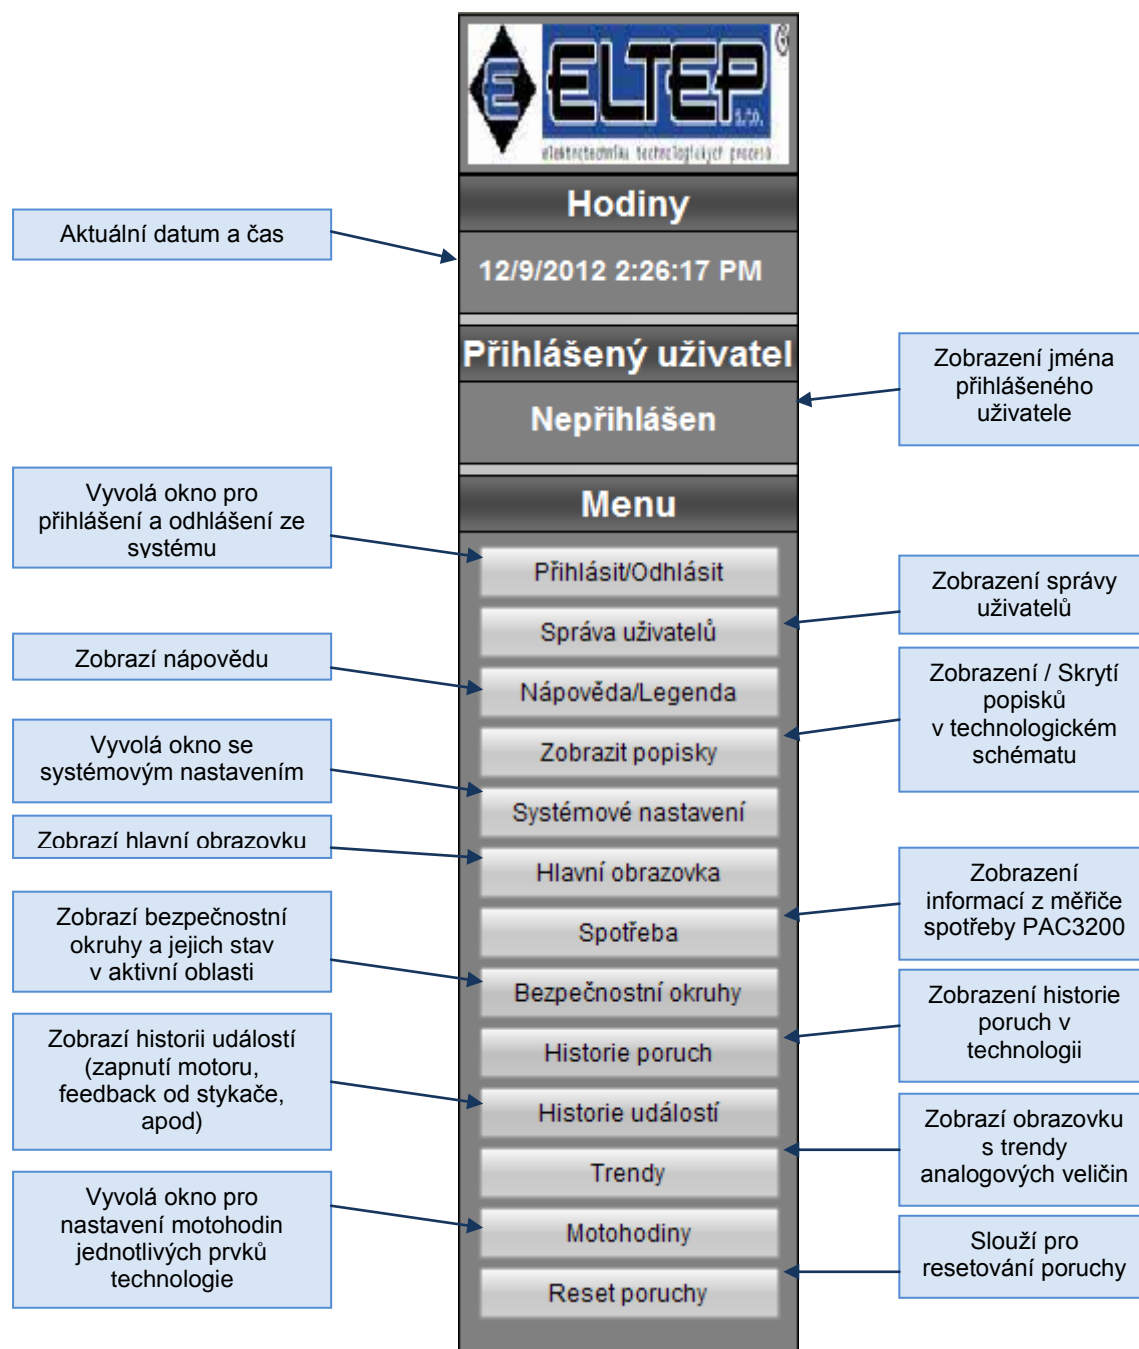 ELTEP
s.r.o.
elektrotechnika technologických procesů
Hodiny
12/9/2012 2:26:17 PM
Přihlášený uživatel
Nepřihlášen
Menu
Přihlásit/Odhlásit
Správa uživatelů
Nápověda/Legenda
Zobrazit popisky
Systémové nastavení
Hlavní obrazovka
Spotřeba
Bezpečnostní okruhy
Historie poruch
Historie událostí
Trendy
Motohodiny
Reset poruchy
Aktuální datum a čas
Vyvolá okno pro
přihlášení a odhlášení ze
systému
Zobrazí nápovědu
Vyvolá okno se
systémovým nastavením
Zobrazí hlavní obrazovku
Zobrazí bezpečnostní
okruhy a jejich stav
v aktivní oblasti
Zobrazí historii událostí
(zapnutí motoru,
feedback od stykače,
apod)
Vyvolá okno pro
nastavení motohodin
jednotlivých prvků
technologie
Zobrazení jména
přihlášeného
uživatele
Zobrazení správy
uživatelů
Zobrazení / Skrytí
popisků
v technologickém
schématu
Zobrazení
informací z měřiče
spotřeby PAC3200
Zobrazení historie
poruch v
technologii
Zobrazí obrazovku
s trendy
analogových veličin
Slouží pro
resetování poruchy